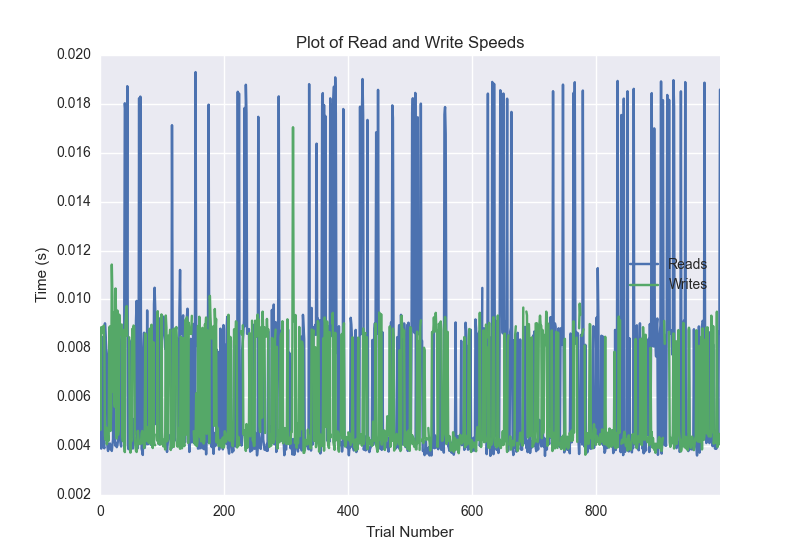 Plot of Read and Write Speeds
0.020
0.018
0.016
0.014
0.012
0.010
0.008
0.006
0.004
0.002
Time (s)
Reads
Writes
0 200 400 600 800
Trial Number